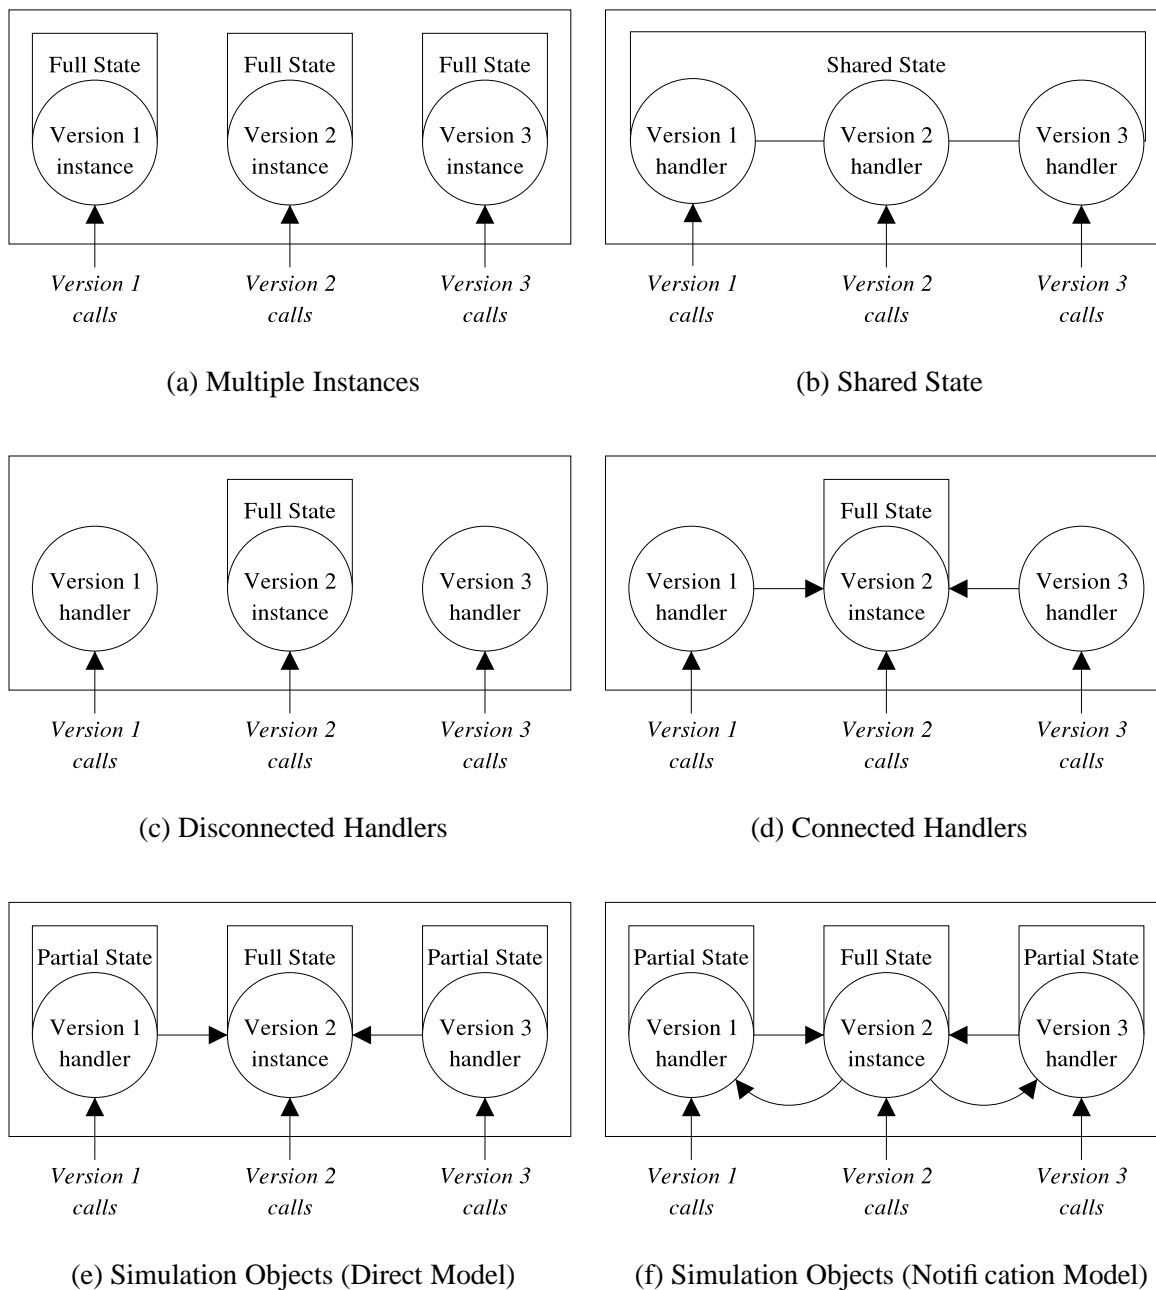 Full State
Full State
Full State
Version 1
instance
Version 2
instance
Version 3
instance
Version 1
calls
Version 2
calls
Version 3
calls
(a) Multiple Instances
Shared State
Version 1
handler
Version 2
handler
Version 3
handler
Version 1
calls
Version 2
calls
Version 3
calls
(b) Shared State
Full State
Version 1
handler
Version 2
instance
Version 3
handler
Version 1
calls
Version 2
calls
Version 3
calls
(c) Disconnected Handlers
Full State
Version 1
handler
Version 2
instance
Version 3
handler
Version 1
calls
Version 2
calls
Version 3
calls
(d) Connected Handlers
Partial State
Full State
Partial State
Version 1
handler
Version 2
instance
Version 3
handler
Version 1
calls
Version 2
calls
Version 3
calls
(e) Simulation Objects (Direct Model)
Partial State
Full State
Partial State
Version 1
handler
Version 2
instance
Version 3
handler
Version 1
calls
Version 2
calls
Version 3
calls
(f) Simulation Objects (Notifi cation Model)